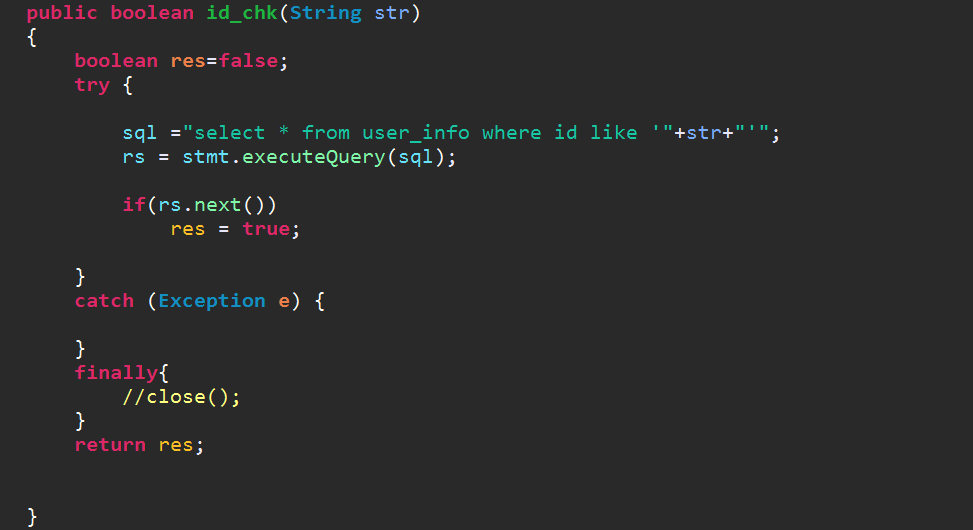 public boolean id_chk(String str)
{
boolean res=false;
try {
sql ="select * from user_info where id like '"+str+"'";
rs = stmt.executeQuery(sql);
if(rs.next())
res = true;
}
catch (Exception e) {
}
finally{
//close();
}
return res;
}